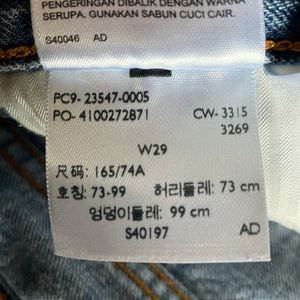 PENGERINGAN DIBALIK DENGAN WARNA
SERUPA. GUNAKAN SABUN CUCI CAIR.
S40046 AD
PC9- 23547-0005
PO- 4100272871 CW- 3315
3269
W29
尺码: 165/74A
호칭: 73-99 허리둘레: 73 cm
엉덩이둘레: 99 cm
S40197 AD